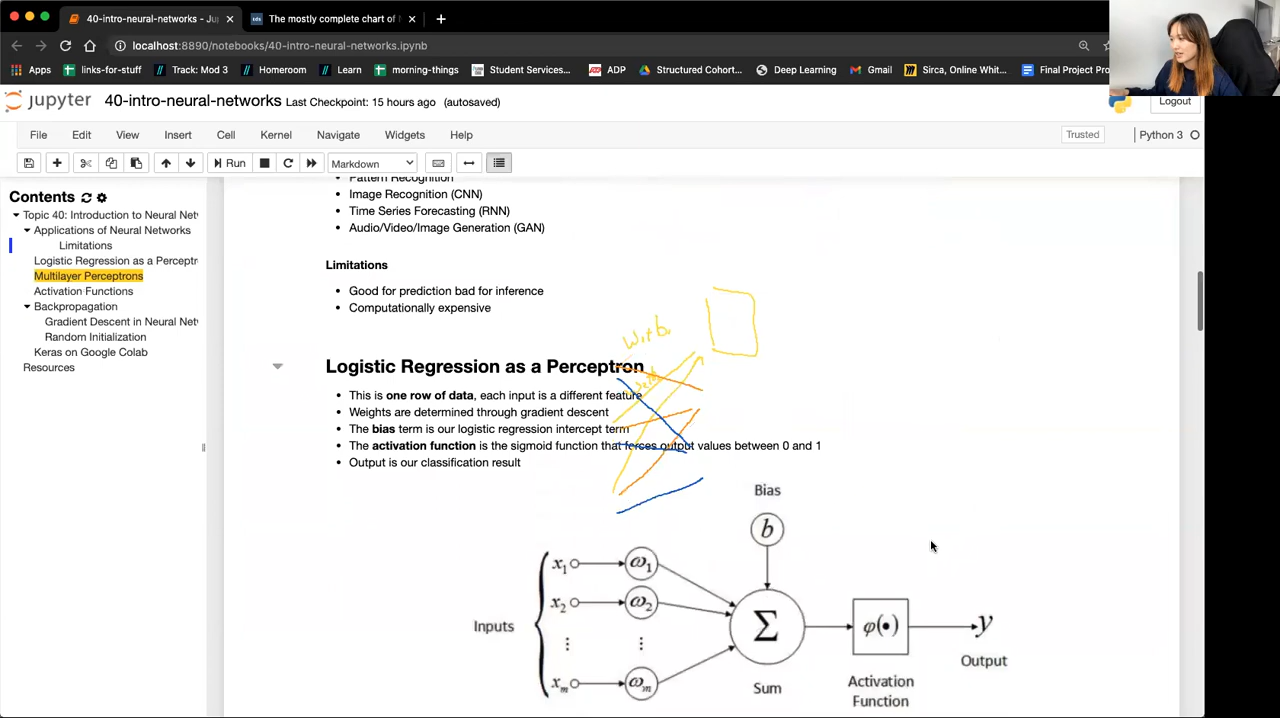 40-intro-neural-networks - Ju
sds
The mostly complete chart of
localhost:8890/notebooks/40-intro-neural-networks.ipynb
Apps
links-for-stuff
Track: Mod 3
Homeroom
Learn
morning-things
Student Services...
ADP
Structured Cohort...
Deep Learning
Gmail
Sirca, Online Whit...
Final Project Pro
jupyter
40-intro-neural-networks Last Checkpoint: 15 hours ago (autosaved)
Logout
File Edit View Insert Cell Kernel Navigate Widgets Help
Trusted
Python 3
Run
Markdown
Contents
Topic 40: Introduction to Neural Net
Applications of Neural Networks
Limitations
Logistic Regression as a Perceptr
Multilayer Perceptrons
Activation Functions
Backpropagation
Gradient Descent in Neural Net
Random Initialization
Keras on Google Colab
Resources
Pattern Recognition
Image Recognition (CNN)
Time Series Forecasting (RNN)
Audio/Video/Image Generation (GAN)
Limitations
Good for prediction bad for inference
Computationally expensive
Logistic Regression as a Perceptron
This is one row of data, each input is a different feature
Weights are determined through gradient descent
The bias term is our logistic regression intercept term
The activation function is the sigmoid function that forces output values between 0 and 1
Output is our classification result
Bias
b
x₁ ω₁
x₂ ω₂
Inputs
⋮ ⋮
xₘ ωₘ
Σ
φ(•)
y
Output
Sum
Activation
Function